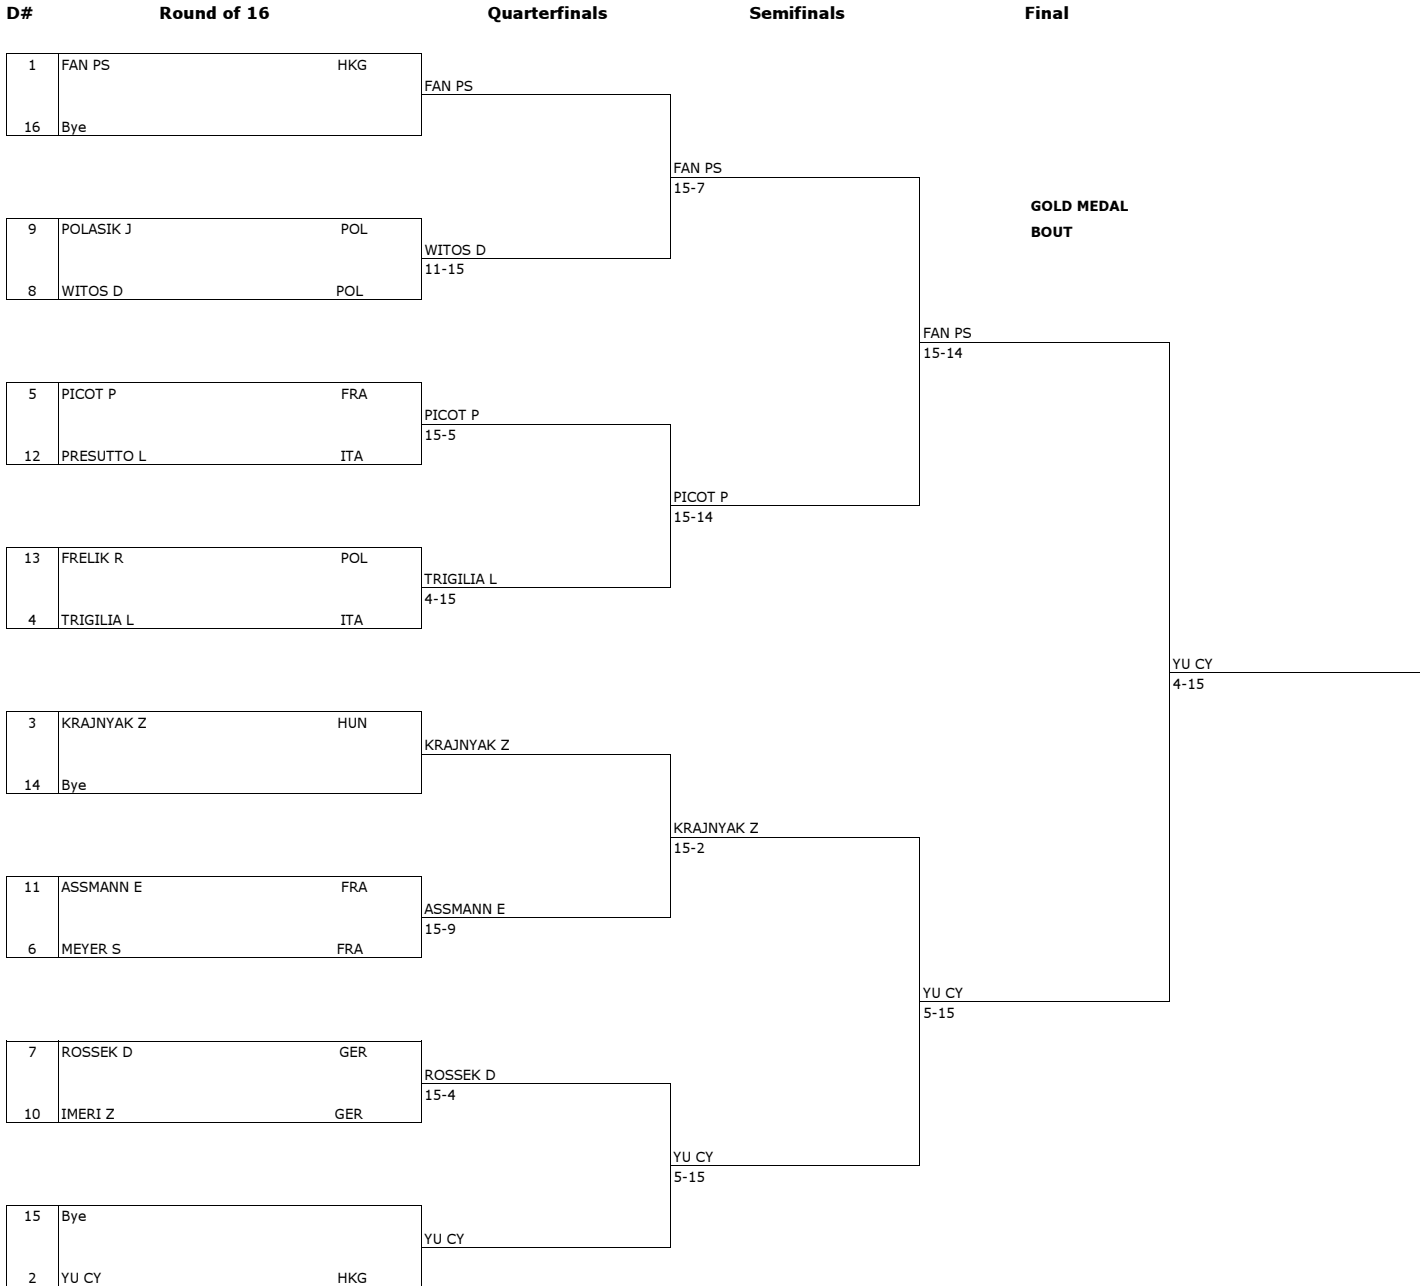 D# Round of 16 Quarterfinals Semifinals Final
1 FAN PS HKG
FAN PS
16 Bye
FAN PS
15-7
GOLD MEDAL
BOUT
9 POLASIK J POL
WITOS D
11-15
8 WITOS D POL
FAN PS
15-14
5 PICOT P FRA
PICOT P
15-5
12 PRESUTTO L ITA
PICOT P
15-14
13 FRELIK R POL
TRIGILIA L
4-15
4 TRIGILIA L ITA
YU CY
4-15
3 KRAJNYAK Z HUN
KRAJNYAK Z
14 Bye
KRAJNYAK Z
15-2
11 ASSMANN E FRA
ASSMANN E
15-9
6 MEYER S FRA
YU CY
5-15
7 ROSSEK D GER
ROSSEK D
15-4
10 IMERI Z GER
YU CY
5-15
15 Bye
YU CY
2 YU CY HKG